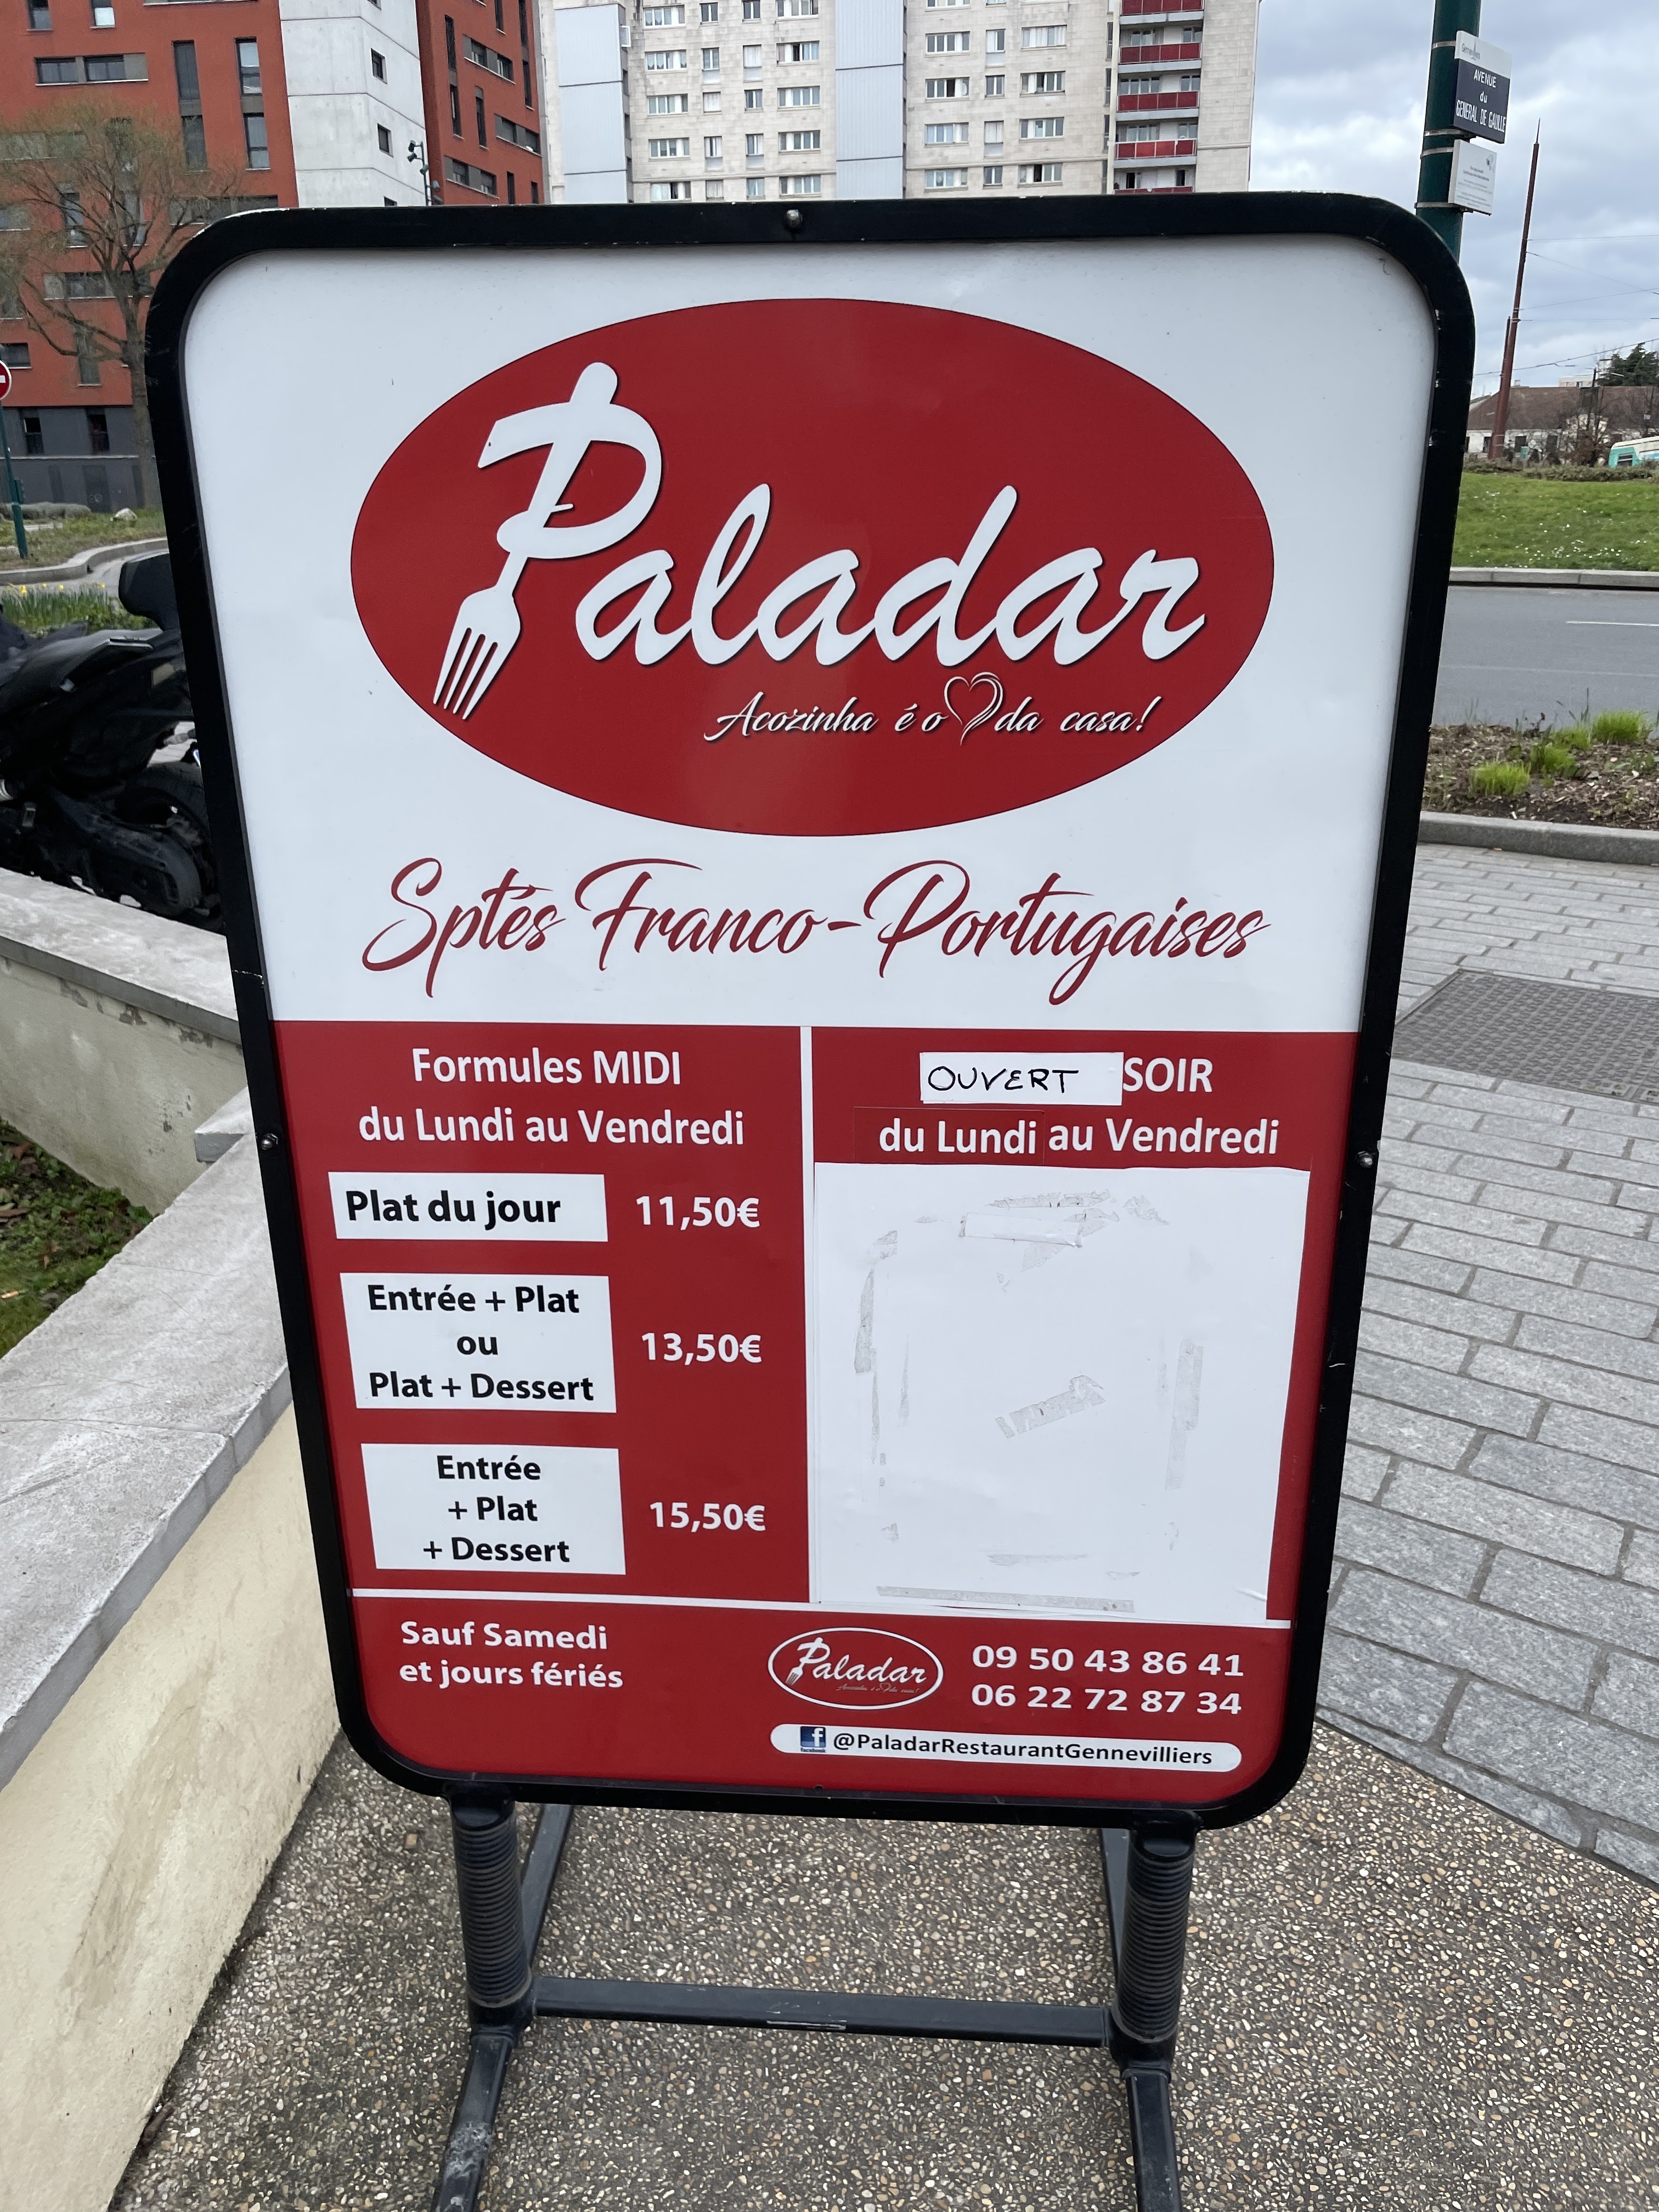 AVENUE
du
GENERAL DE GAULLE
Paladar
Acozinha é o da casa!
Sptés Franco-Portugaises
Formules MIDI
du Lundi au Vendredi
Plat du jour 11,50€
Entrée + Plat
ou
Plat + Dessert
13,50€
Entrée
+ Plat
+ Dessert
15,50€
OUVERT SOIR
du Lundi au Vendredi
Sauf Samedi
et jours fériés
Paladar
09 50 43 86 41
06 22 72 87 34
facebook
@PaladarRestaurantGennevilliers